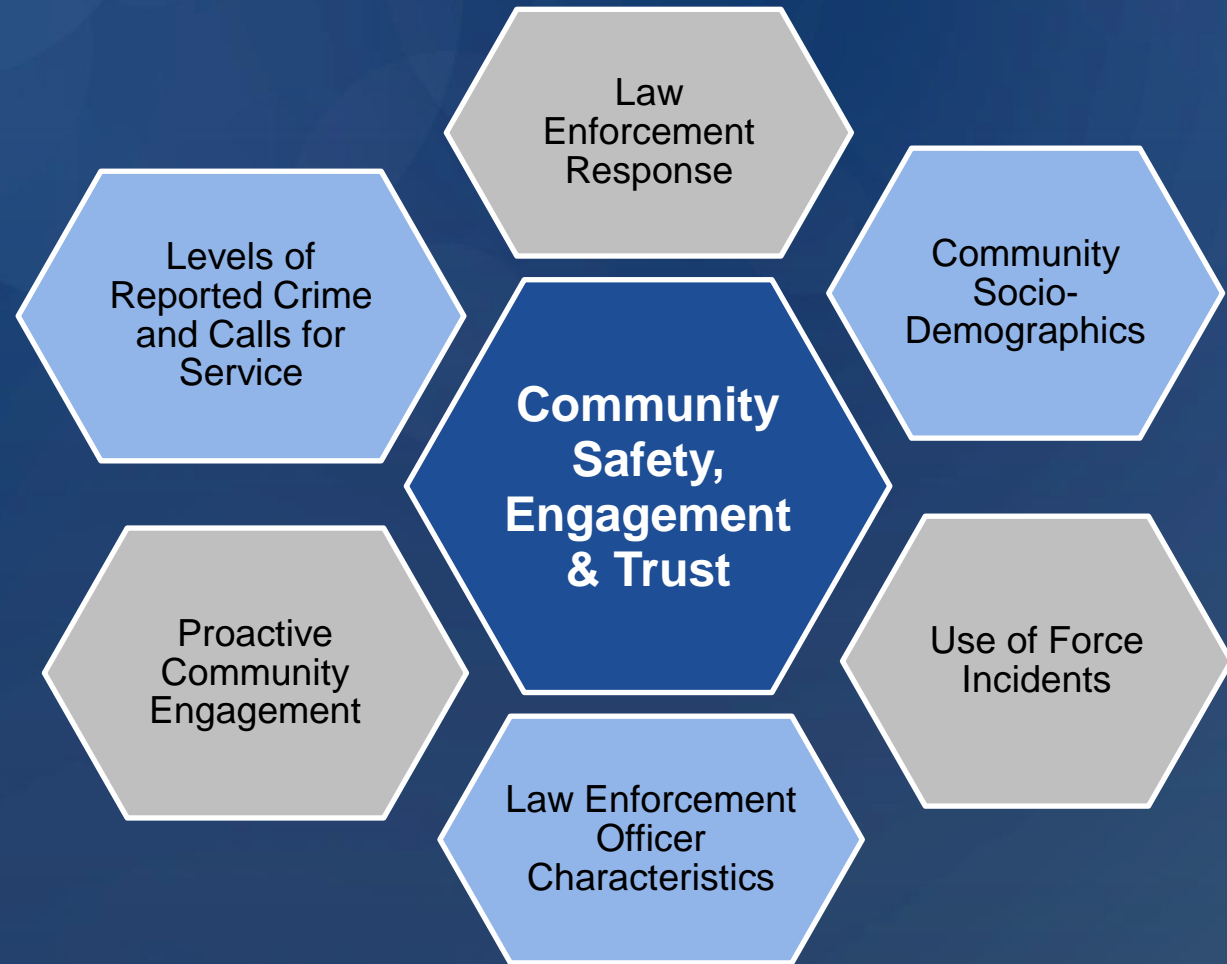 Law
Enforcement
Response
Levels of
Reported Crime
and Calls for
Service
Community
Socio-
Demographics
Community
Safety,
Engagement
& Trust
Proactive
Community
Engagement
Use of Force
Incidents
Law Enforcement
Officer
Characteristics